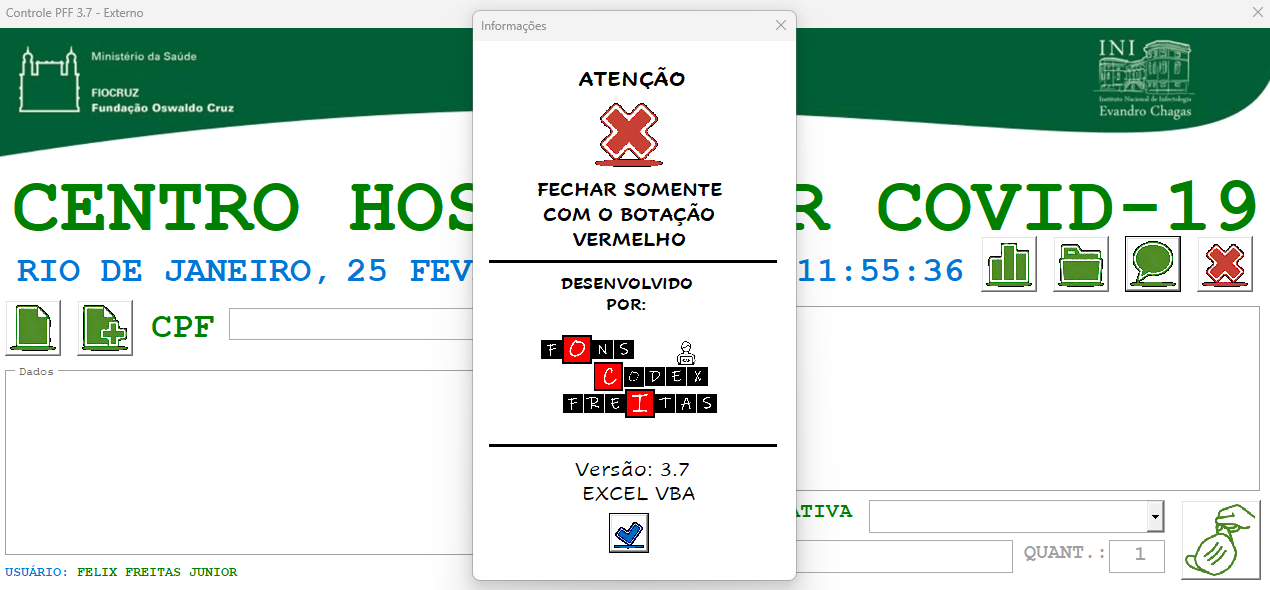 Controle PFF 3.7 - Externo
Informações
Ministério da Saúde
FIOCRUZ
Fundação Oswaldo Cruz
INI
Instituto Nacional de Infectologia
Evandro Chagas
ATENÇÃO
FECHAR SOMENTE
COM O BOTAÇÃO
VERMELHO
CENTRO HOS
R COVID-19
RIO DE JANEIRO, 25 FEV
11:55:36
DESENVOLVIDO
POR:
FONS
CODEX
FREITAS
CPF
Dados
Versão: 3.7
EXCEL VBA
ATIVA
QUANT.:
1
USUÁRIO: FELIX FREITAS JUNIOR